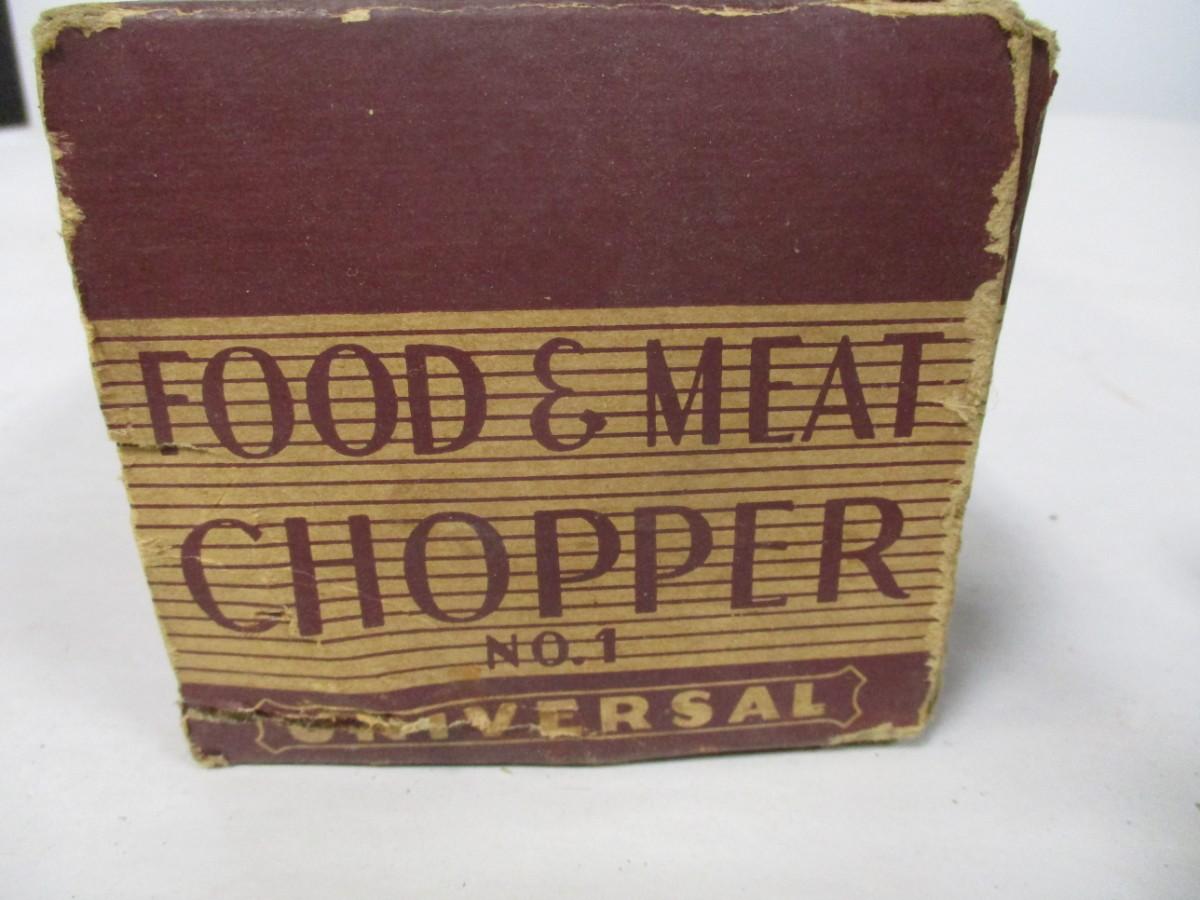 FOOD & MEAT
CHOPPER
NO.1
UNIVERSAL